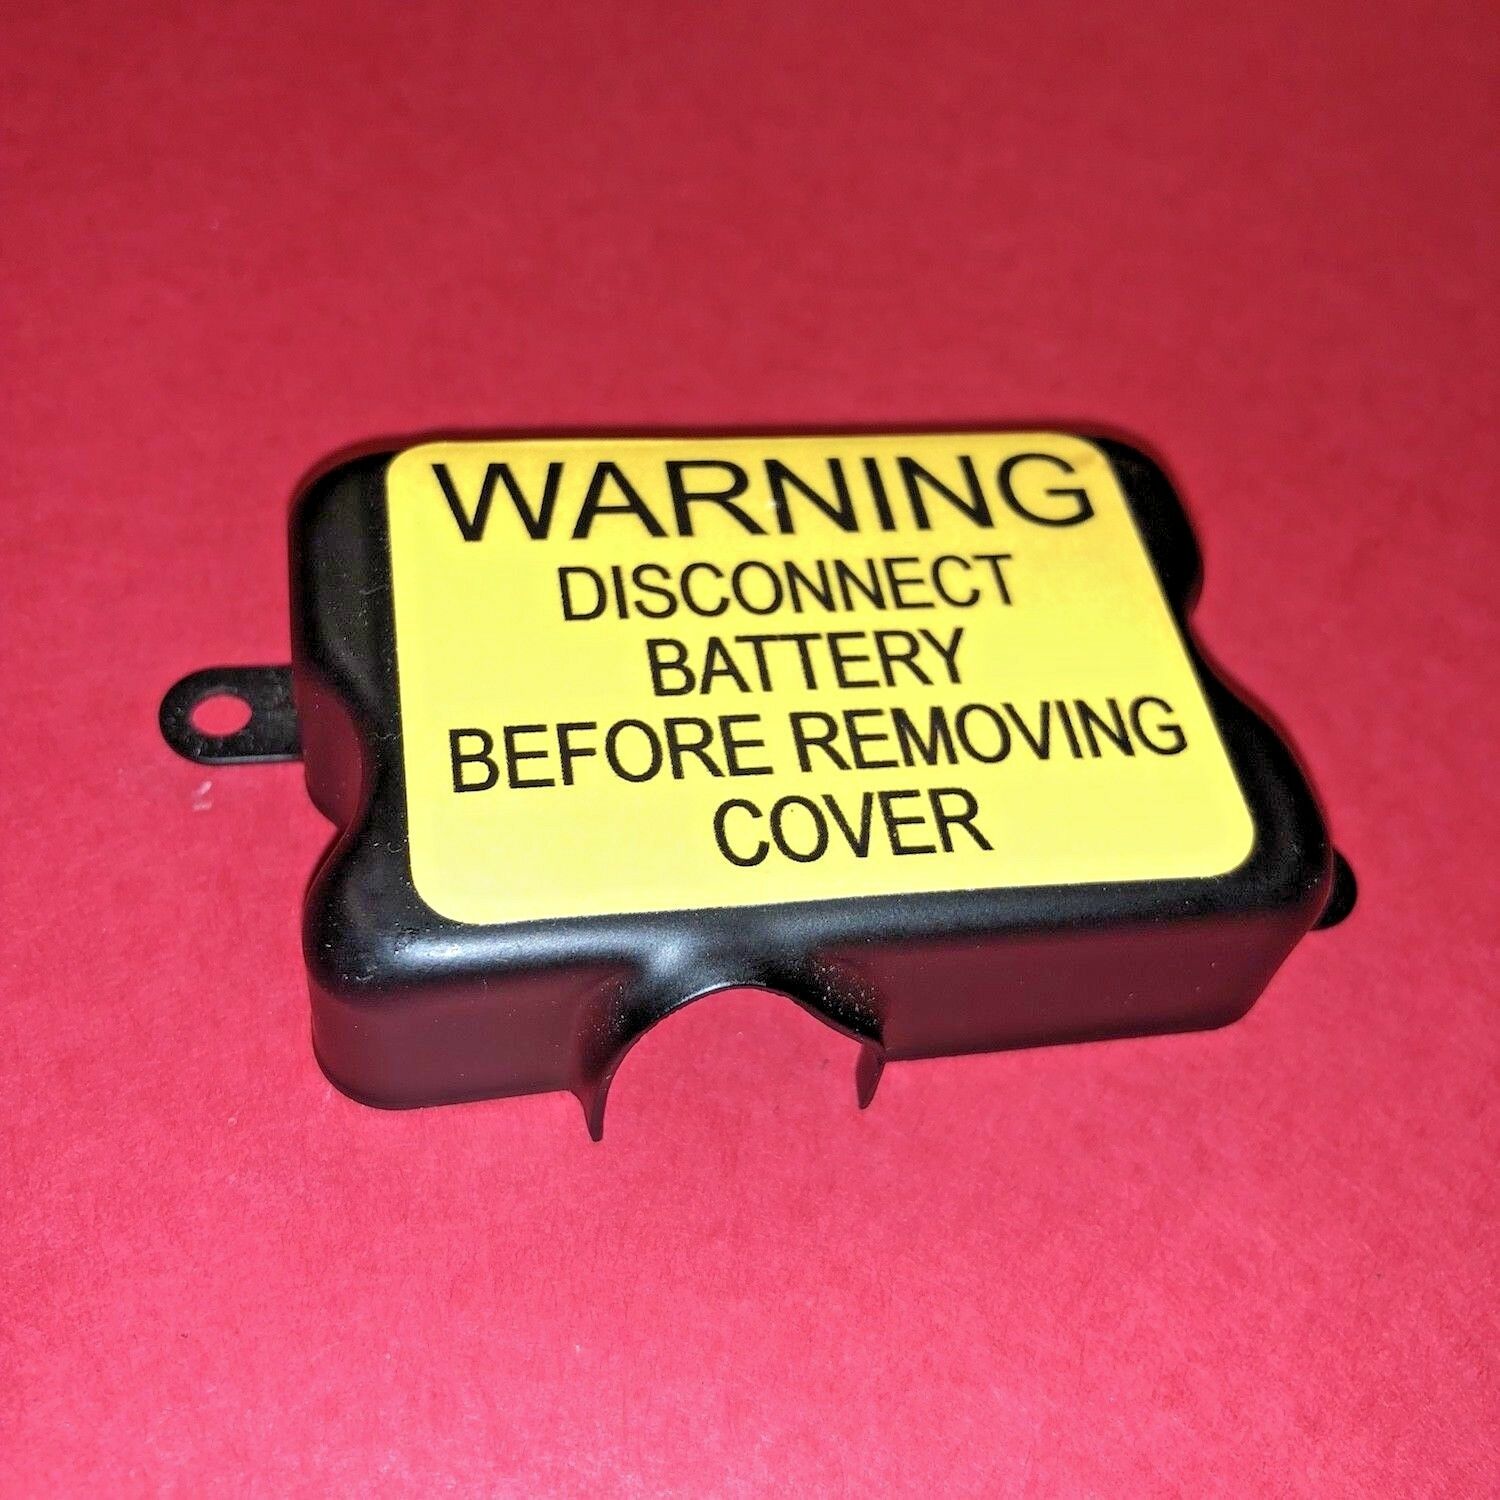 WARNING
DISCONNECT
BATTERY
BEFORE REMOVING
COVER